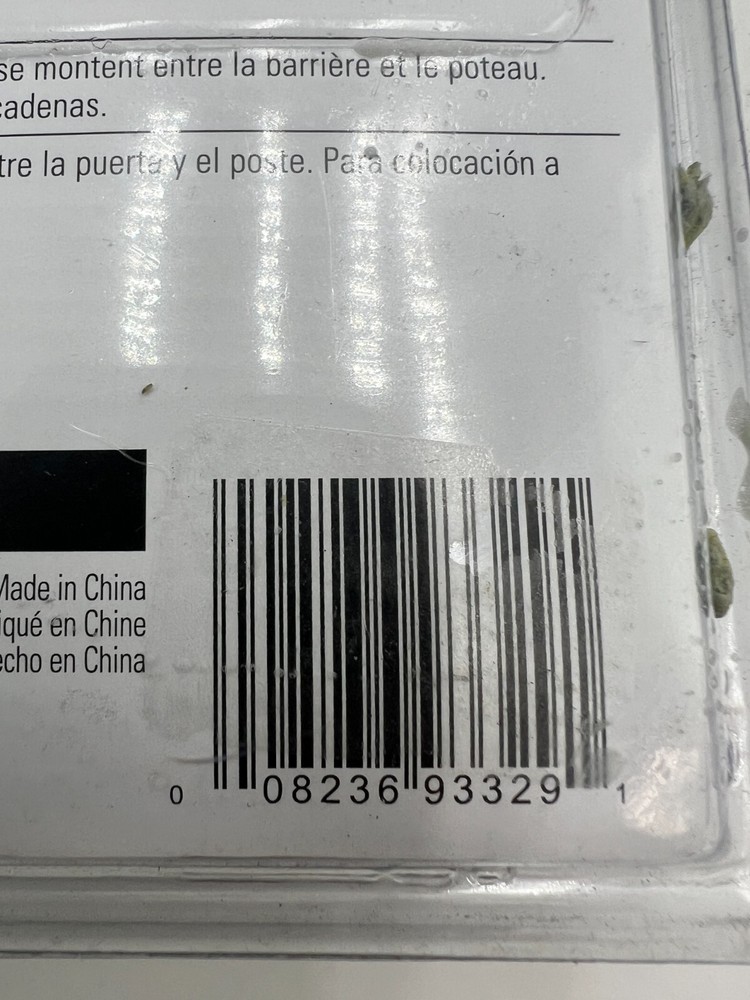 se montent entre la barrière et le poteau.
cadenas.
tre la puerta y el poste. Para colocación a
Made in China
iqué en Chine
echo en China
0 08236 93329 1